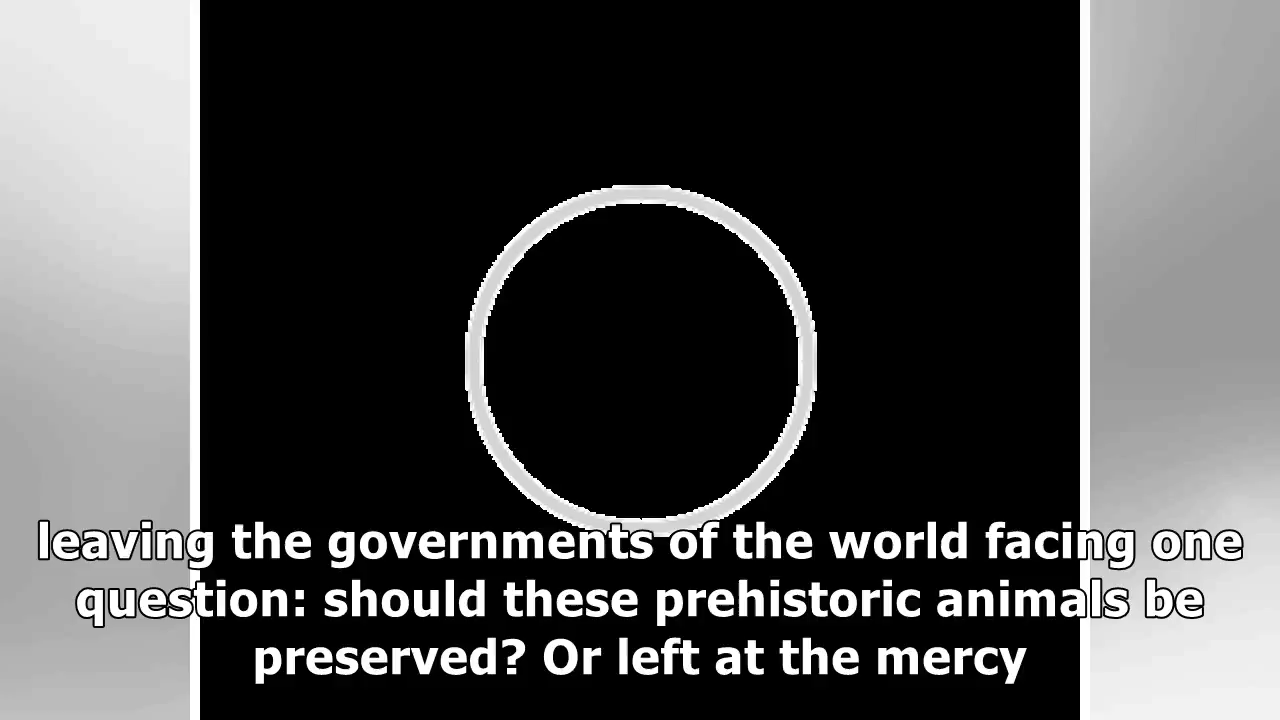 leaving the governments of the world facing one
question: should these prehistoric animals be
preserved? Or left at the mercy